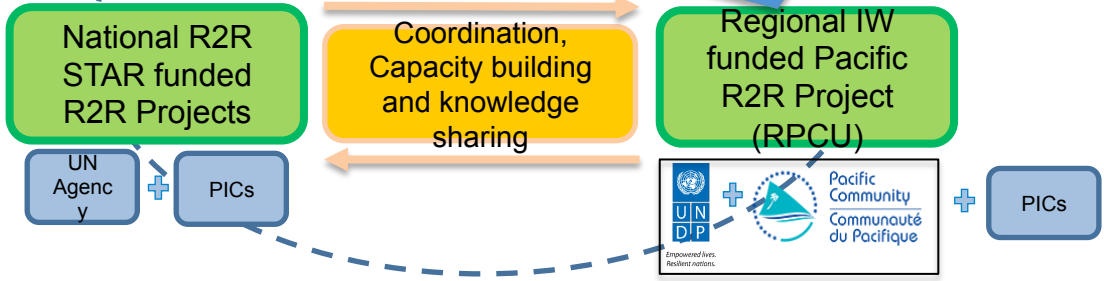 National R2R
STAR funded
R2R Projects
Coordination,
Capacity building
and knowledge
sharing
Regional IW
funded Pacific
R2R Project
(RPCU)
UN
Agenc
y
PICs
U N
D P
Empowered lives.
Resilient nations.
Pacific
Community
Communauté
du Pacifique
PICs